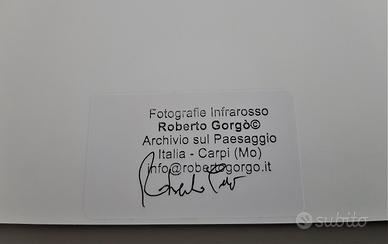 Fotografie Infrarosso
Roberto Gorgò©
Archivio sul Paesaggio
Italia - Carpi (Mo)
info@robertogorgo.it
subito